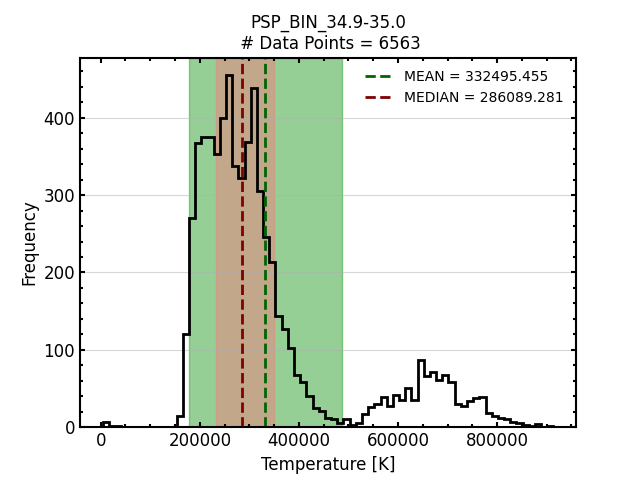 PSP_BIN_34.9-35.0
# Data Points = 6563
MEAN = 332495.455
MEDIAN = 286089.281
Frequency
400
300
200
100
0
0 200000 400000 600000 800000
Temperature [K]